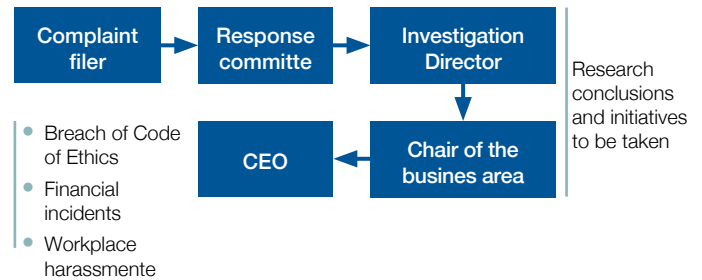 Complaint
filer
Response
committe
Investigation
Director
Research
conclusions
and initiatives
to be taken
Chair of the
busines area
CEO
Breach of Code
of Ethics
Financial
incidents
Workplace
harassmente